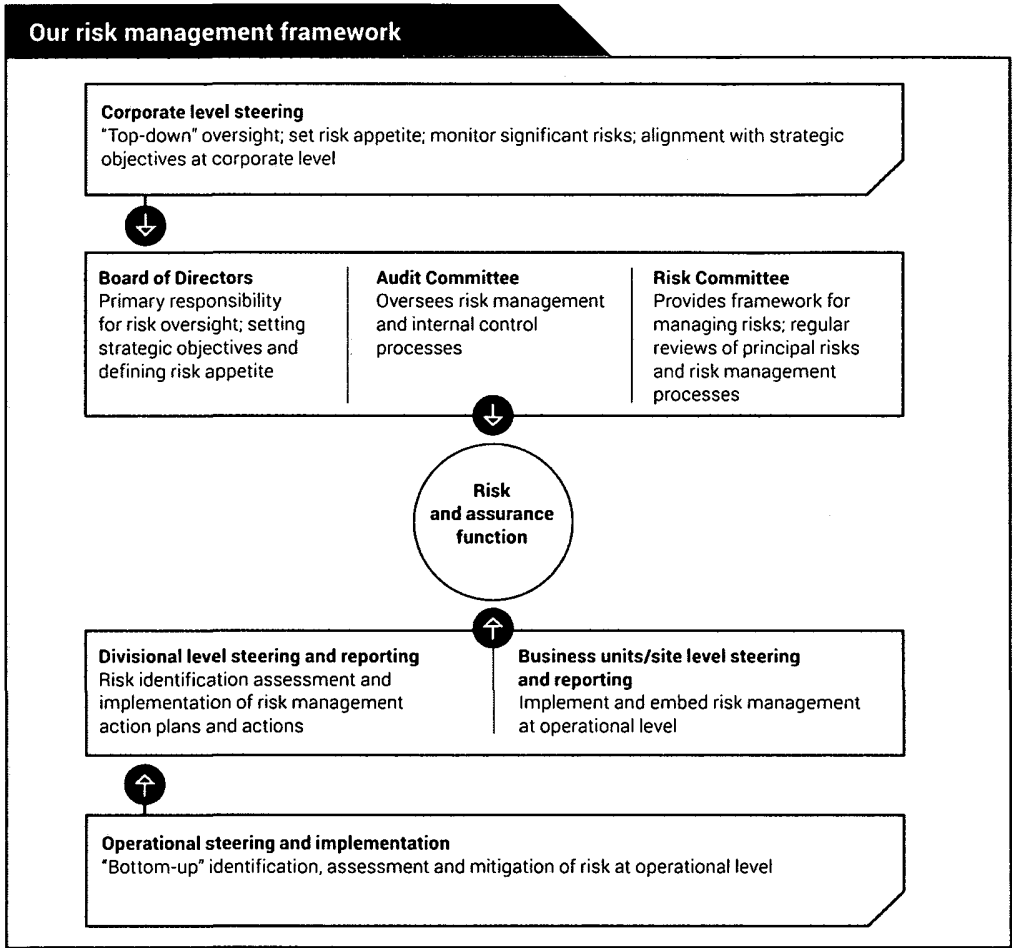 Our risk management framework
Corporate level steering
"Top-down" oversight; set risk appetite; monitor significant risks; alignment with strategic
objectives at corporate level
Board of Directors
Primary responsibility
for risk oversight; setting
strategic objectives and
defining risk appetite
Audit Committee
Oversees risk management
and internal control
processes
Risk Committee
Provides framework for
managing risks; regular
reviews of principal risks
and risk management
processes
Risk
and assurance
function
Divisional level steering and reporting
Risk identification assessment and
implementation of risk management
action plans and actions
Business units/site level steering
and reporting
Implement and embed risk management
at operational level
Operational steering and implementation
"Bottom-up" identification, assessment and mitigation of risk at operational level